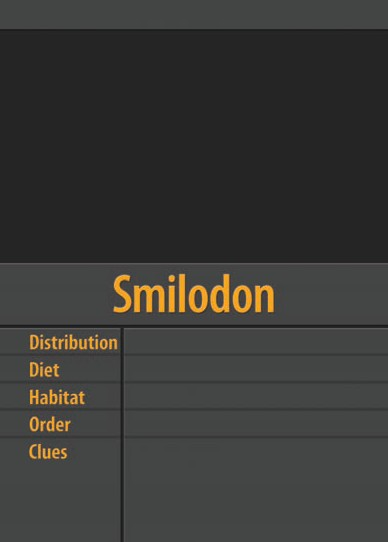 Smilodon
Distribution
Diet
Habitat
Order
Clues